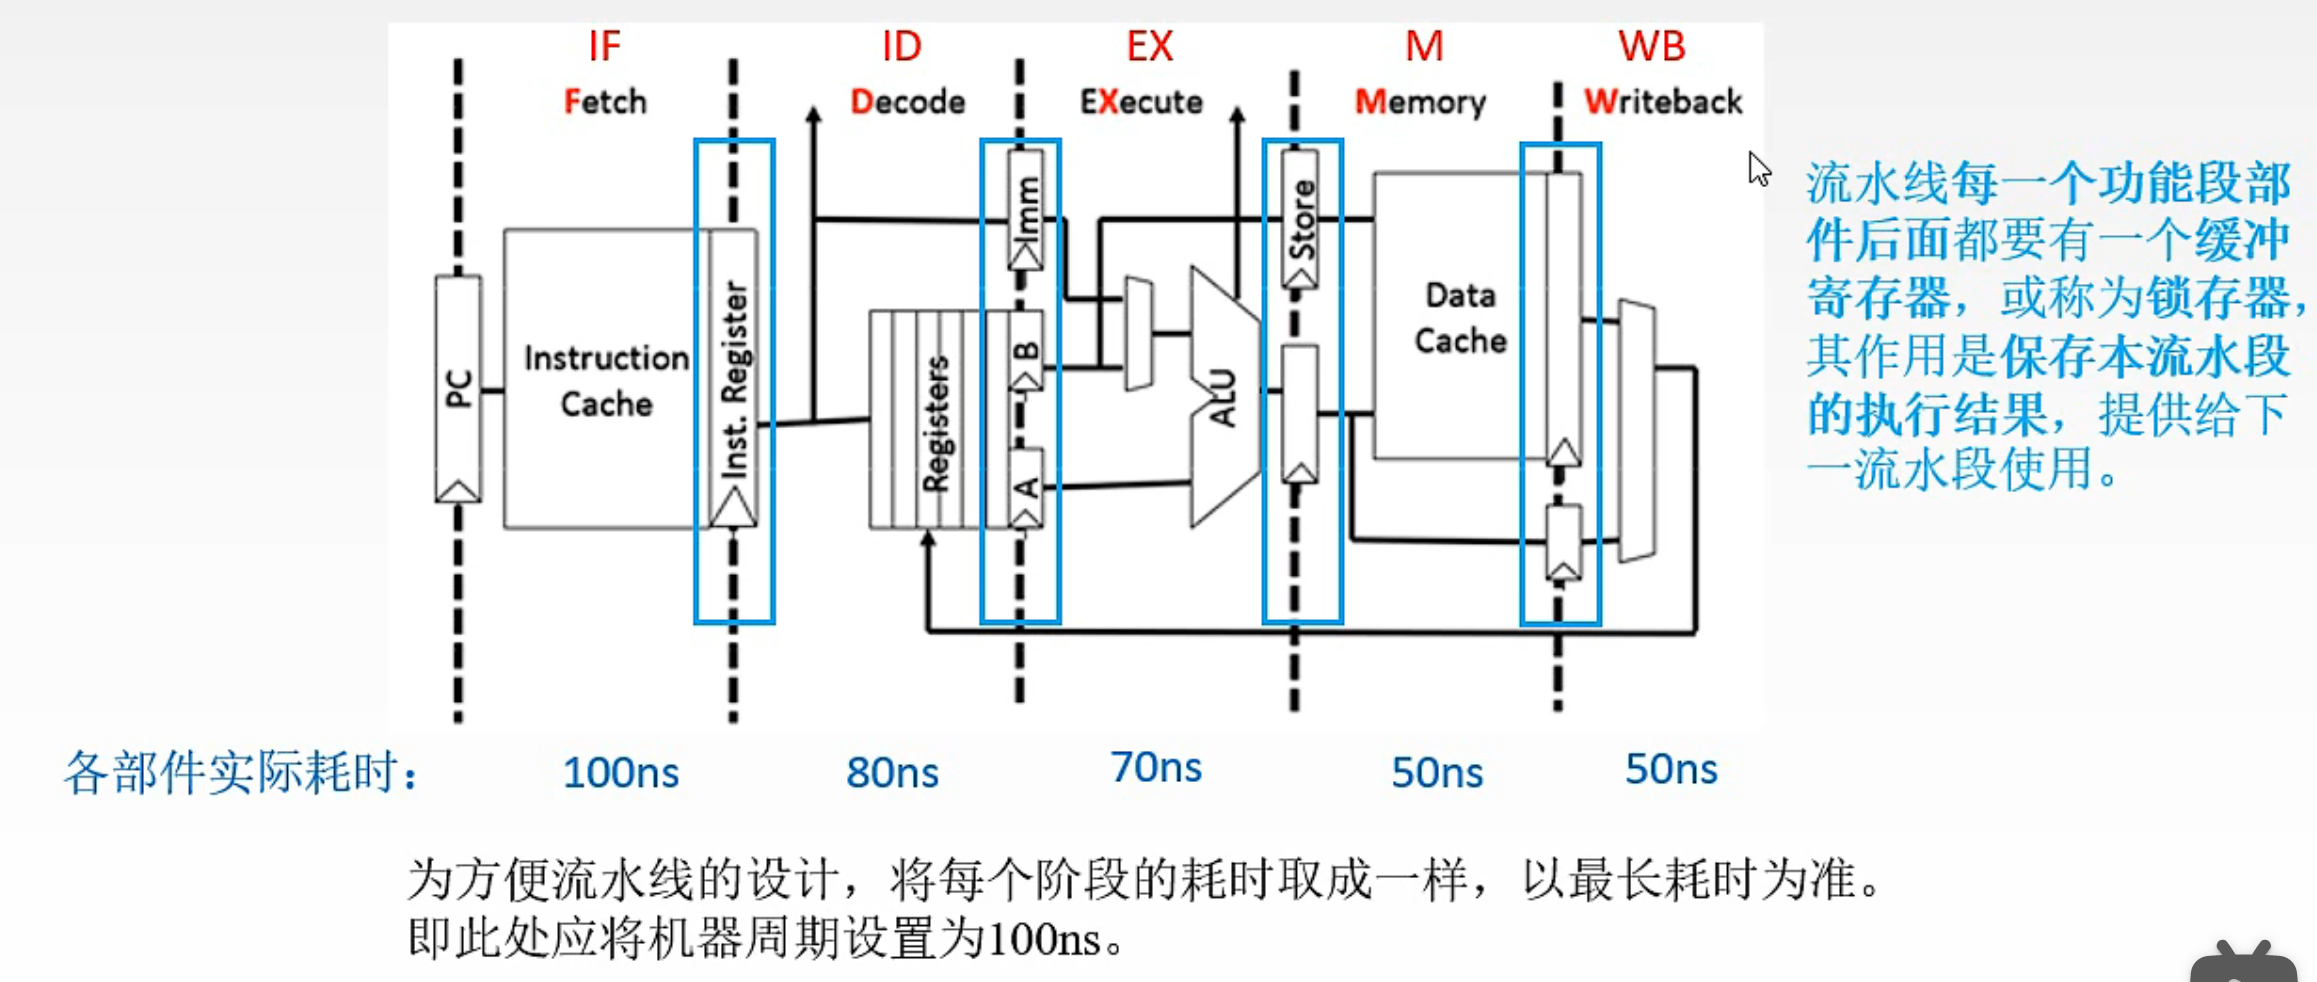 IF ID EX M WB
Fetch Decode EXecute Memory Writeback
PC
Instruction
Cache
Inst. Register
Registers
Imm
B
A
ALU
Store
Data
Cache
流水线每一个功能段部
件后面都要有一个缓冲
寄存器，或称为锁存器，
其作用是保存本流水段
的执行结果，提供给下
一流水段使用。
各部件实际耗时： 100ns 80ns 70ns 50ns 50ns
为方便流水线的设计，将每个阶段的耗时取成一样，以最长耗时为准。
即此处应将机器周期设置为100ns。